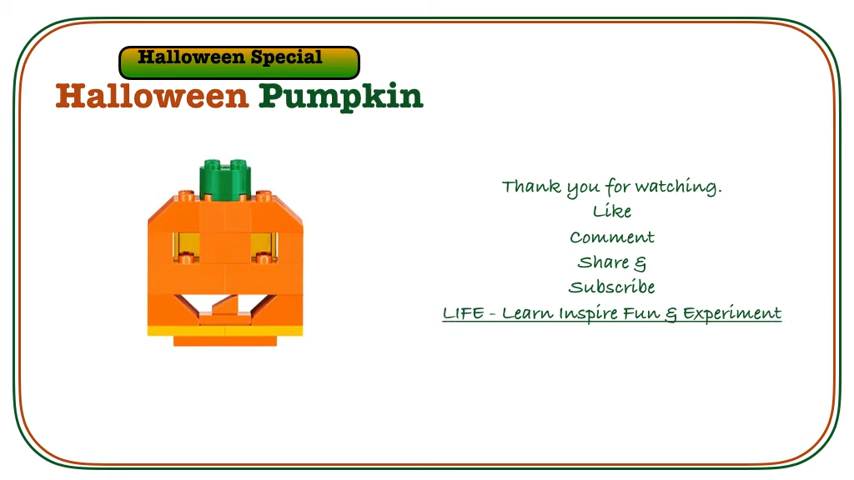 Halloween Special
Halloween Pumpkin
Thank you for watching.
Like
Comment
Share &
Subscribe
LIFE - Learn Inspire Fun & Experiment